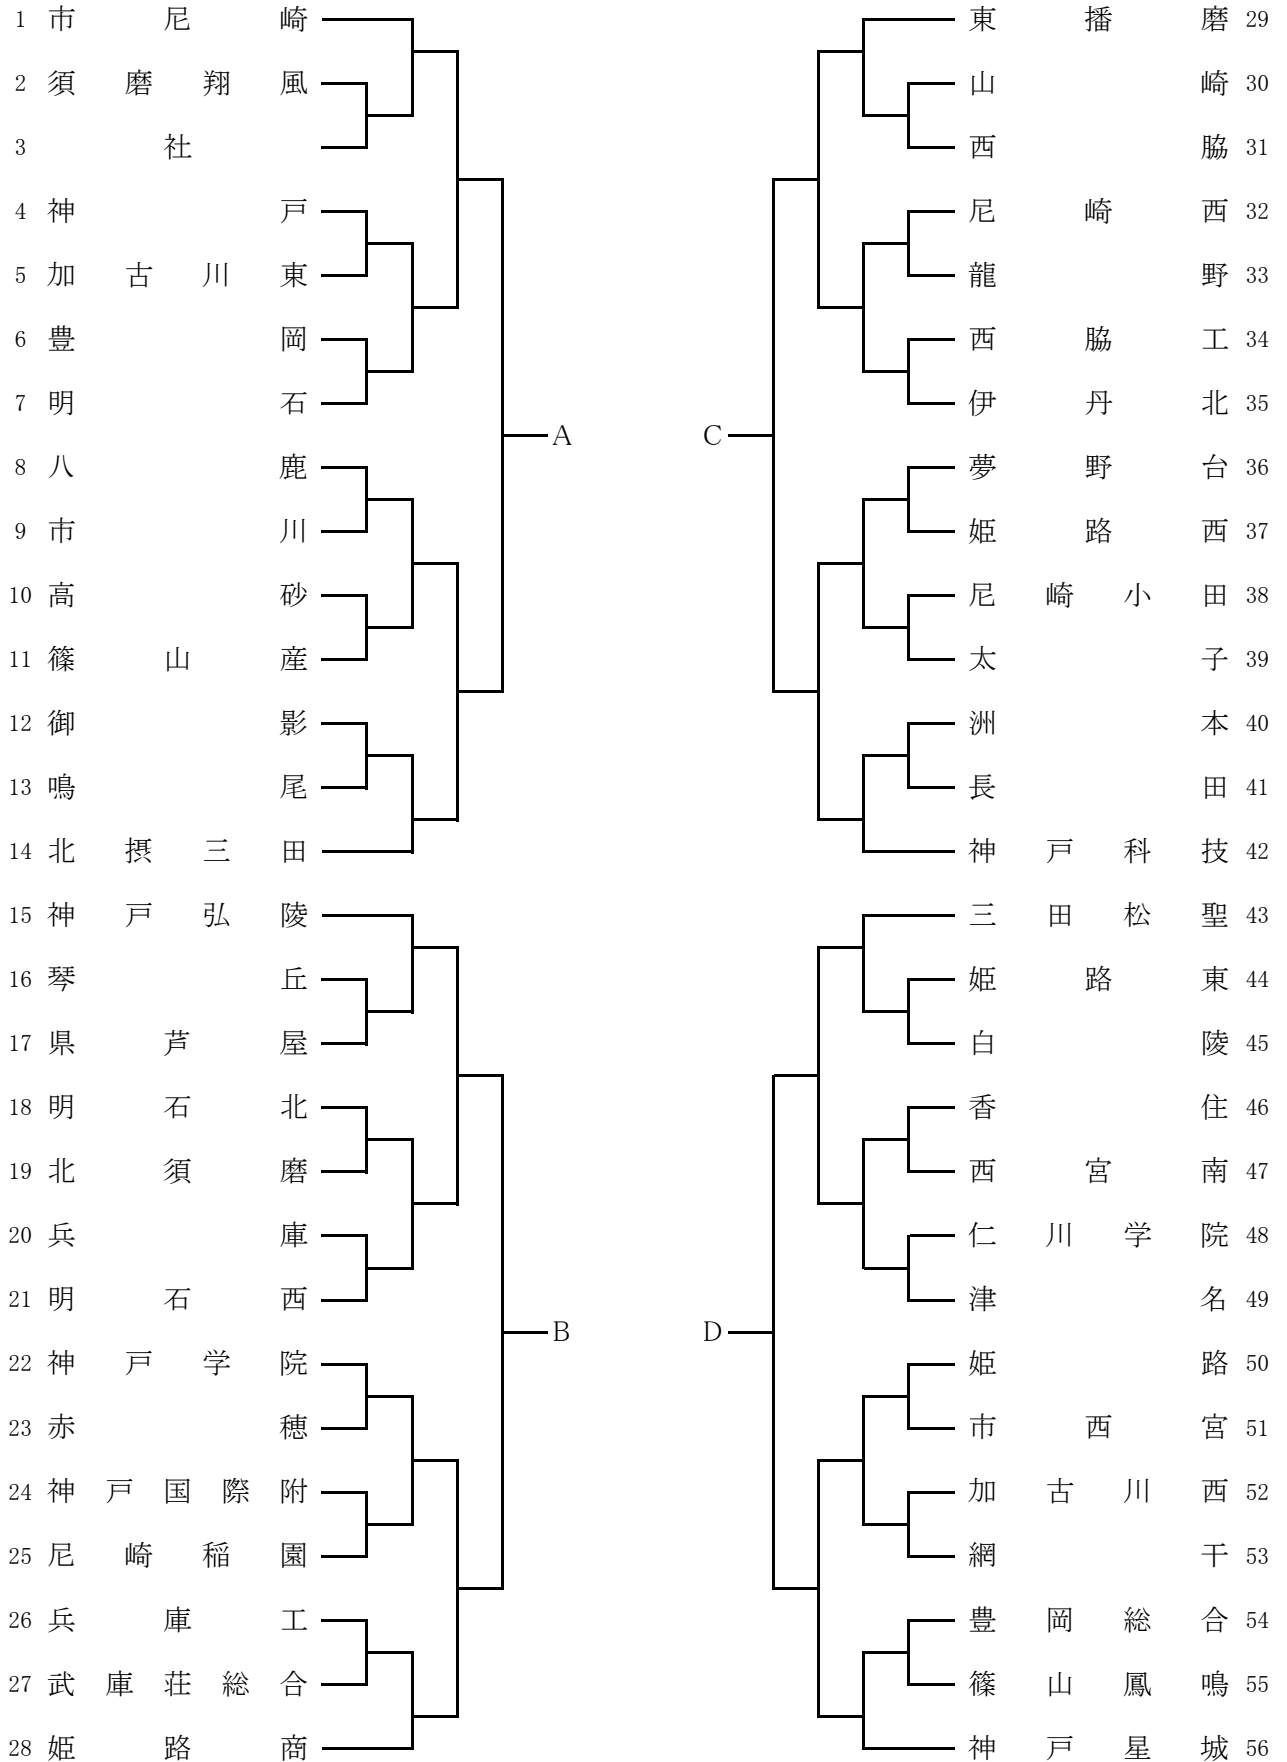 1 市尼崎
2 須磨翔風
3 社
4 神戸
5 加古川東
6 豊岡
7 明石
8 八鹿
9 市川
10 高砂
11 篠山産
12 御影
13 鳴尾
14 北摂三田
A
15 神戸弘陵
16 琴丘
17 県芦屋
18 明石北
19 北須磨
20 兵庫
21 明石西
22 神戸学院
23 赤穂
24 神戸国際附
25 尼崎稲園
26 兵庫工
27 武庫荘総合
28 姫路商
B
東播磨 29
山崎 30
西脇 31
尼崎西 32
龍野 33
西脇工 34
伊丹北 35
夢野台 36
姫路西 37
尼崎小田 38
太子 39
洲本 40
長田 41
神戸科技 42
C
三田松聖 43
姫路東 44
白陵 45
香住 46
西宮南 47
仁川学院 48
津名 49
姫路 50
市西宮 51
加古川西 52
網干 53
豊岡総合 54
篠山鳳鳴 55
神戸星城 56
D